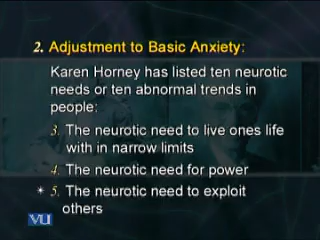 2. Adjustment to Basic Anxiety:
Karen Horney has listed ten neurotic
needs or ten abnormal trends in
people:
3. The neurotic need to live ones life
with in narrow limits
4. The neurotic need for power
* 5. The neurotic need to exploit
others
VU